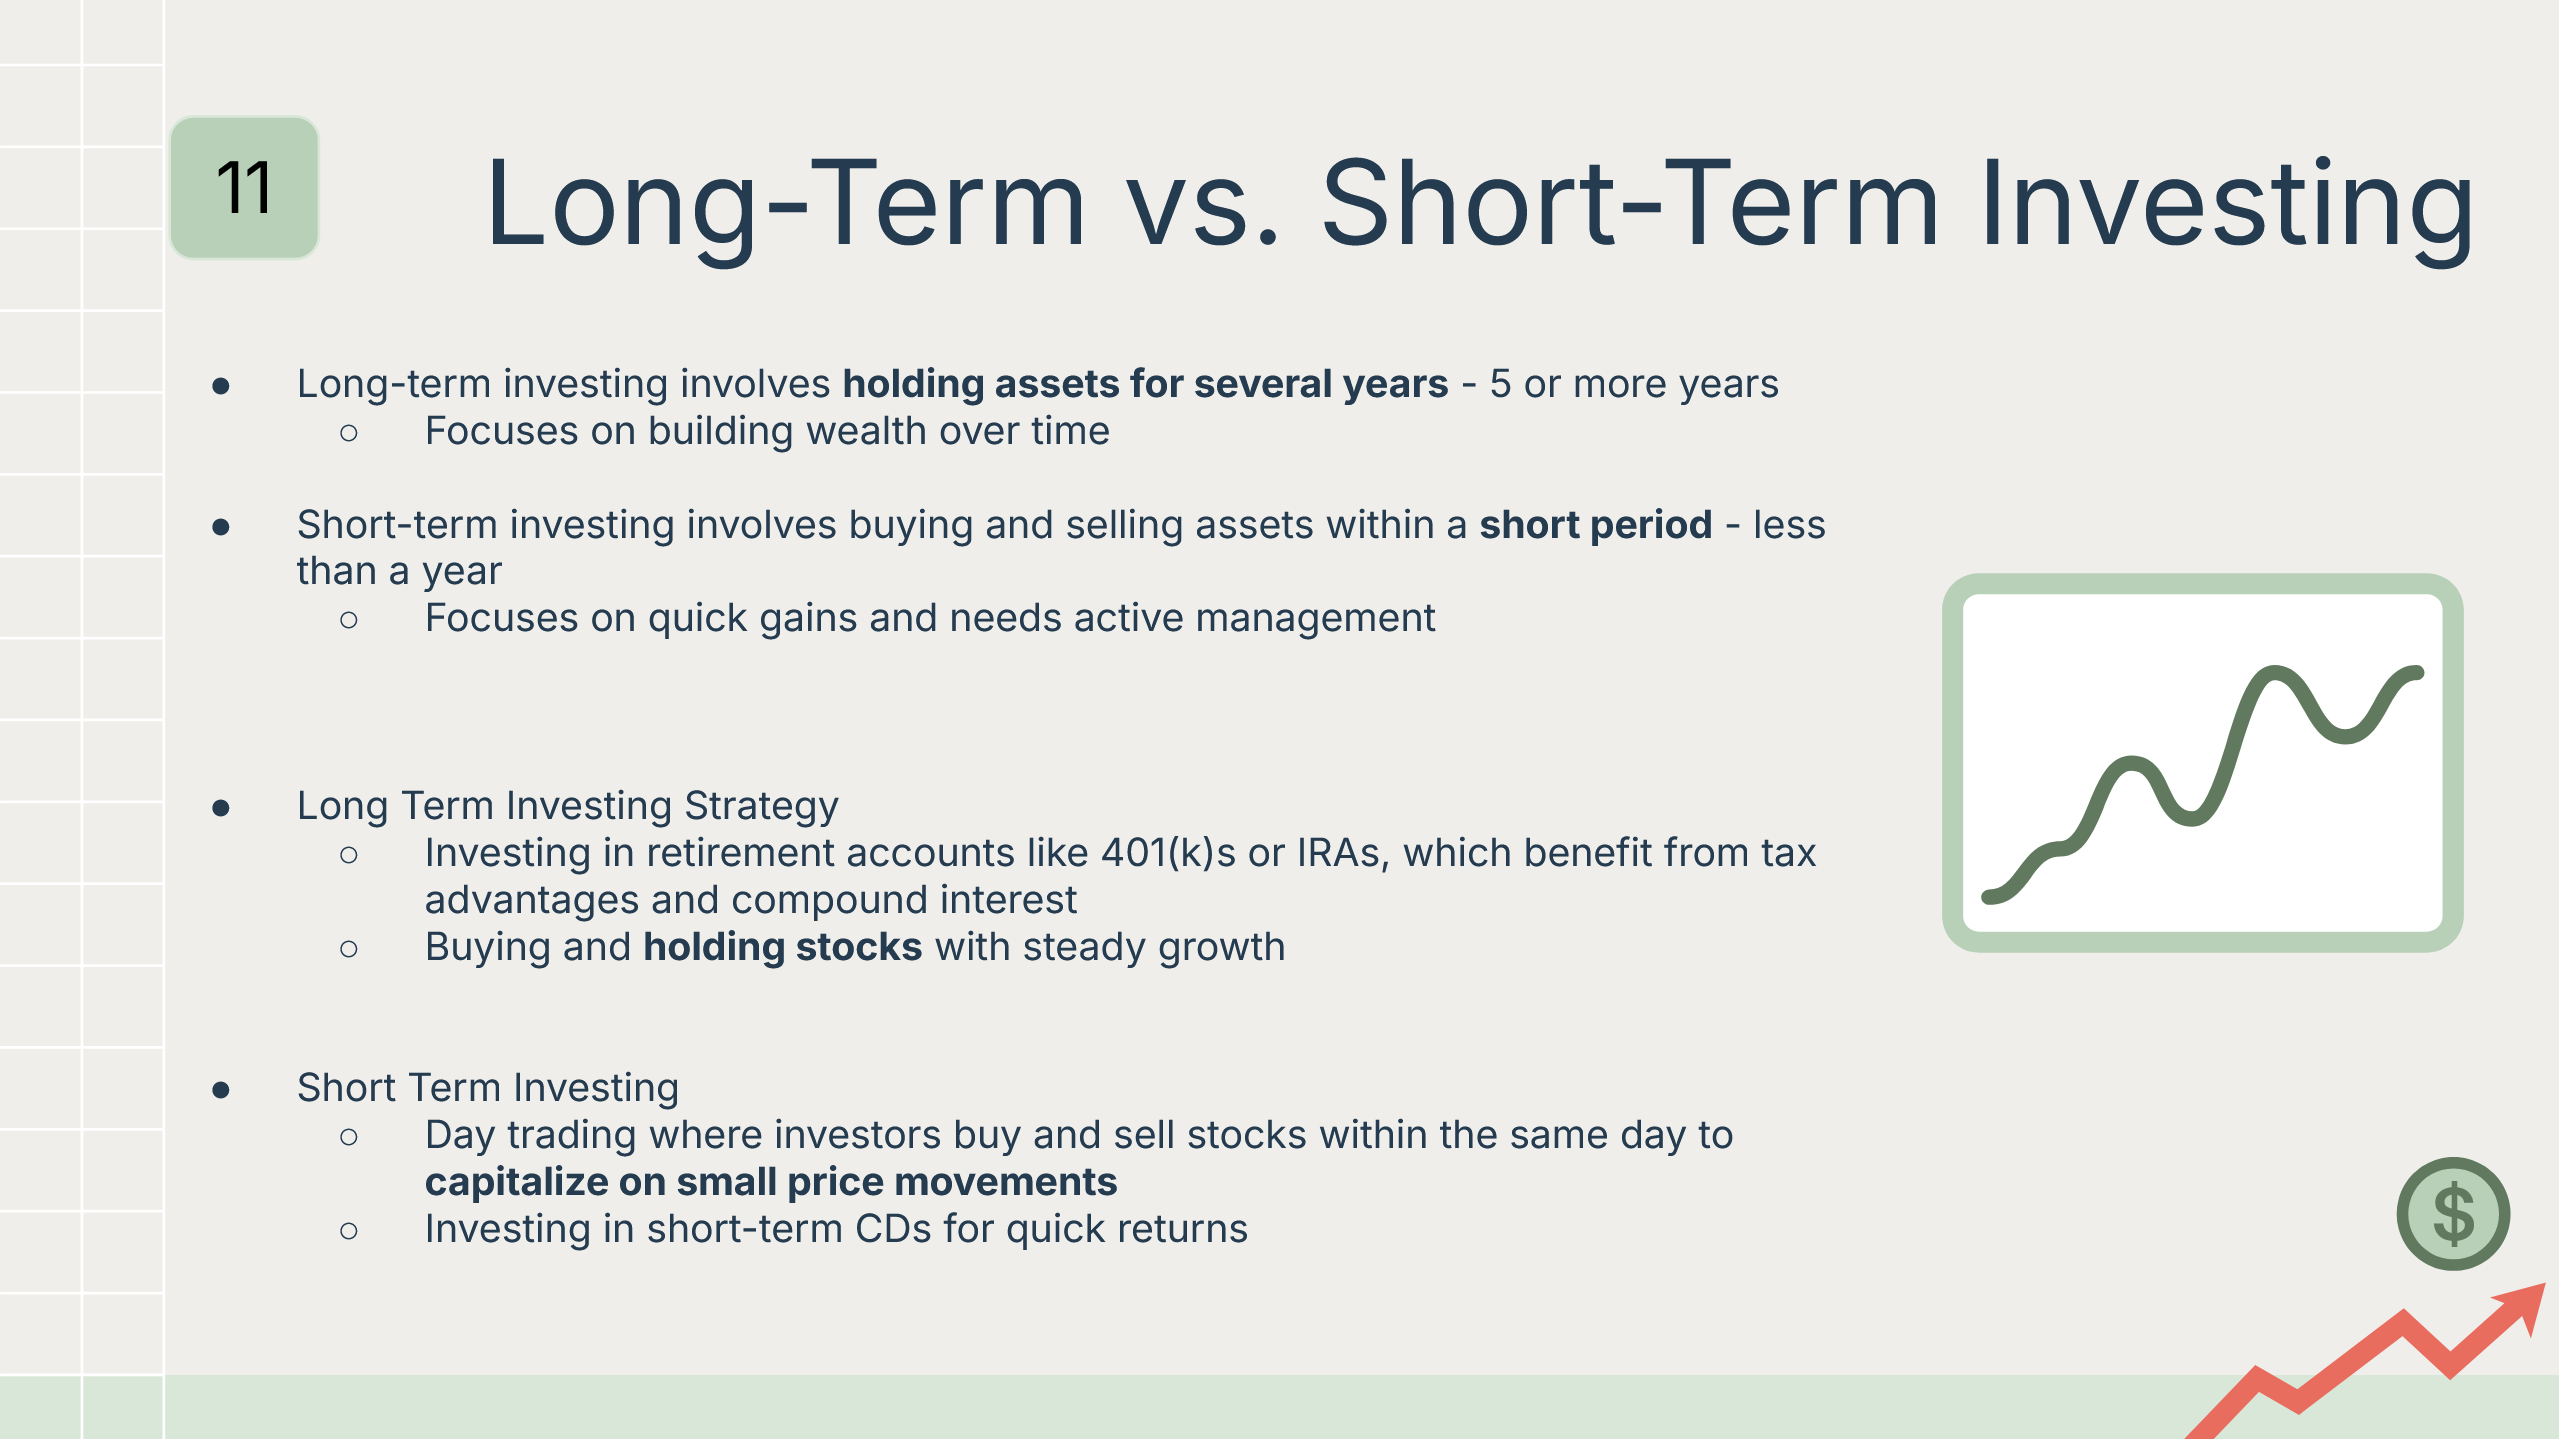 11
Long-Term vs. Short-Term Investing
● Long-term investing involves holding assets for several years - 5 or more years
○ Focuses on building wealth over time
● Short-term investing involves buying and selling assets within a short period - less
than a year
○ Focuses on quick gains and needs active management
● Long Term Investing Strategy
○ Investing in retirement accounts like 401(k)s or IRAs, which benefit from tax
advantages and compound interest
○ Buying and holding stocks with steady growth
● Short Term Investing
○ Day trading where investors buy and sell stocks within the same day to
capitalize on small price movements
○ Investing in short-term CDs for quick returns
$